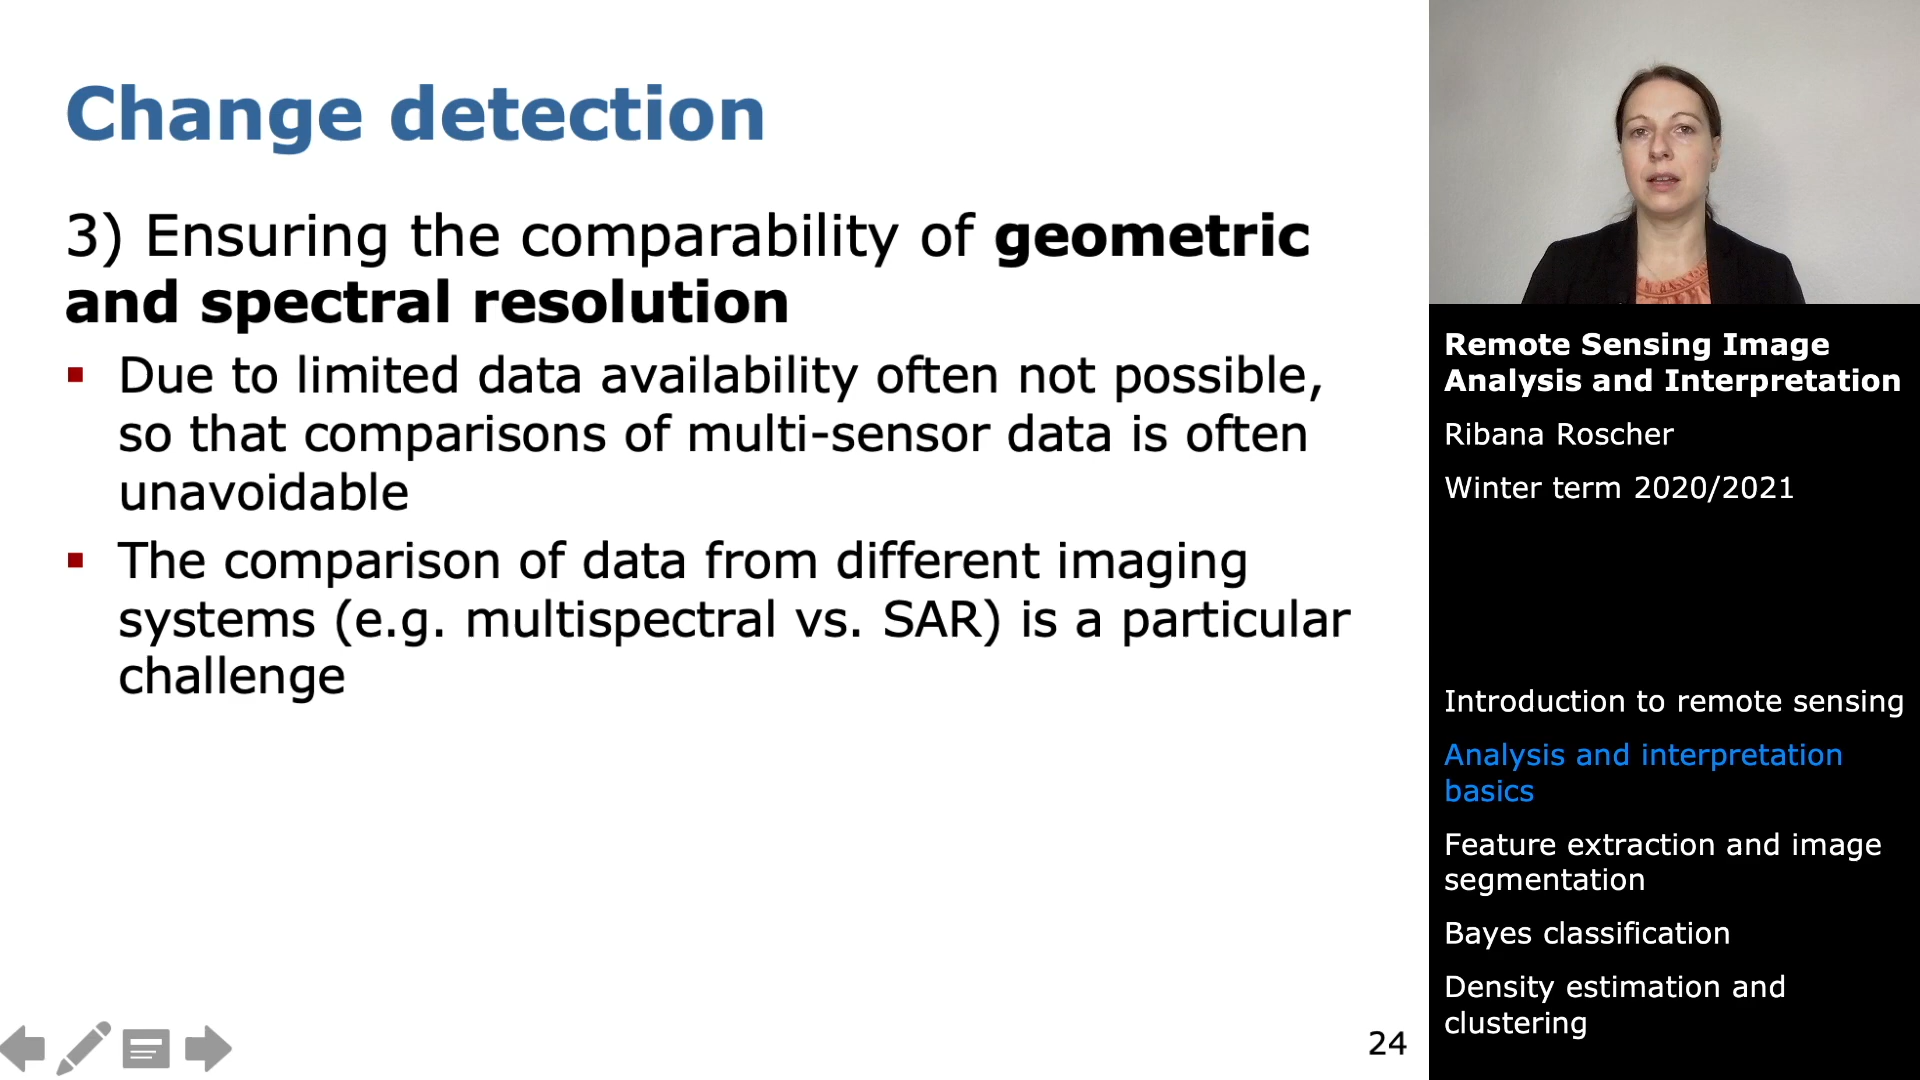 Change detection
3) Ensuring the comparability of geometric
and spectral resolution
Due to limited data availability often not possible,
so that comparisons of multi-sensor data is often
unavoidable
The comparison of data from different imaging
systems (e.g. multispectral vs. SAR) is a particular
challenge
24
Remote Sensing Image
Analysis and Interpretation
Ribana Roscher
Winter term 2020/2021
Introduction to remote sensing
Analysis and interpretation
basics
Feature extraction and image
segmentation
Bayes classification
Density estimation and
clustering